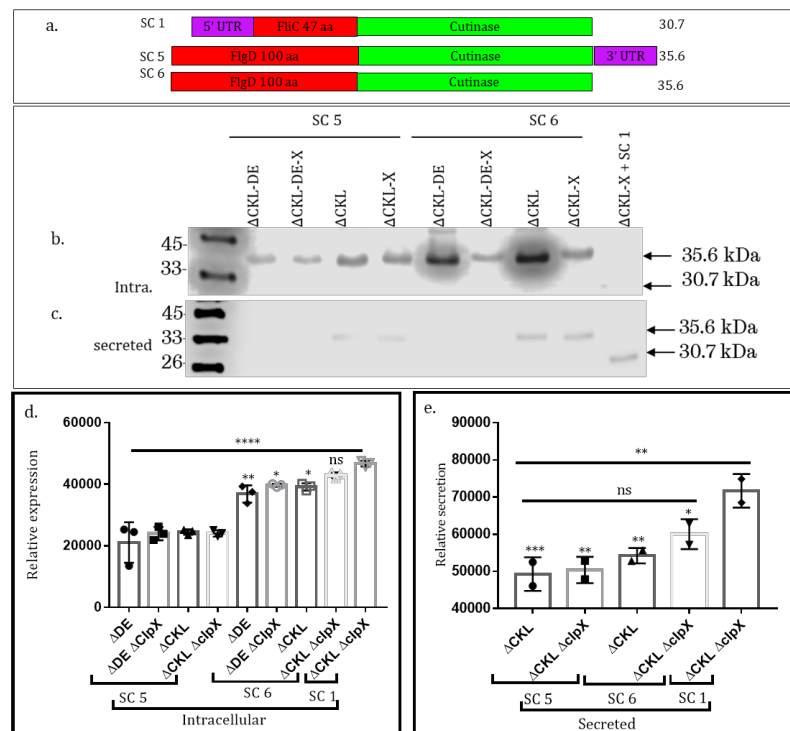 a.
SC 1
5' UTR
FliC 47 aa
Cutinase
30.7
SC 5
FlgD 100 aa
Cutinase
3' UTR
35.6
SC 6
FlgD 100 aa
Cutinase
35.6
SC 5
SC 6
ΔCKL-DE
ΔCKL-DE-X
ΔCKL
ΔCKL-X
ΔCKL-DE
ΔCKL-DE-X
ΔCKL
ΔCKL-X
ΔCKL-X + SC 1
b.
45-
33-
Intra.
35.6 kDa
30.7 kDa
c.
45-
33-
26-
secreted
35.6 kDa
30.7 kDa
d.
Relative expression
60000
40000
20000
0
****
**
*
*
ns
ΔDE
ΔDE ΔclpX
ΔCKL
ΔCKL ΔclpX
ΔDE
ΔDE ΔclpX
ΔCKL
ΔCKL ΔclpX
ΔCKL ΔclpX
SC 5
SC 6
SC 1
Intracellular
e.
Relative secretion
90000
80000
70000
60000
50000
40000
**
ns
***
**
**
*
ΔCKL
ΔCKL ΔclpX
ΔCKL
ΔCKL ΔclpX
ΔCKL ΔclpX
SC 5
SC 6
SC 1
Secreted